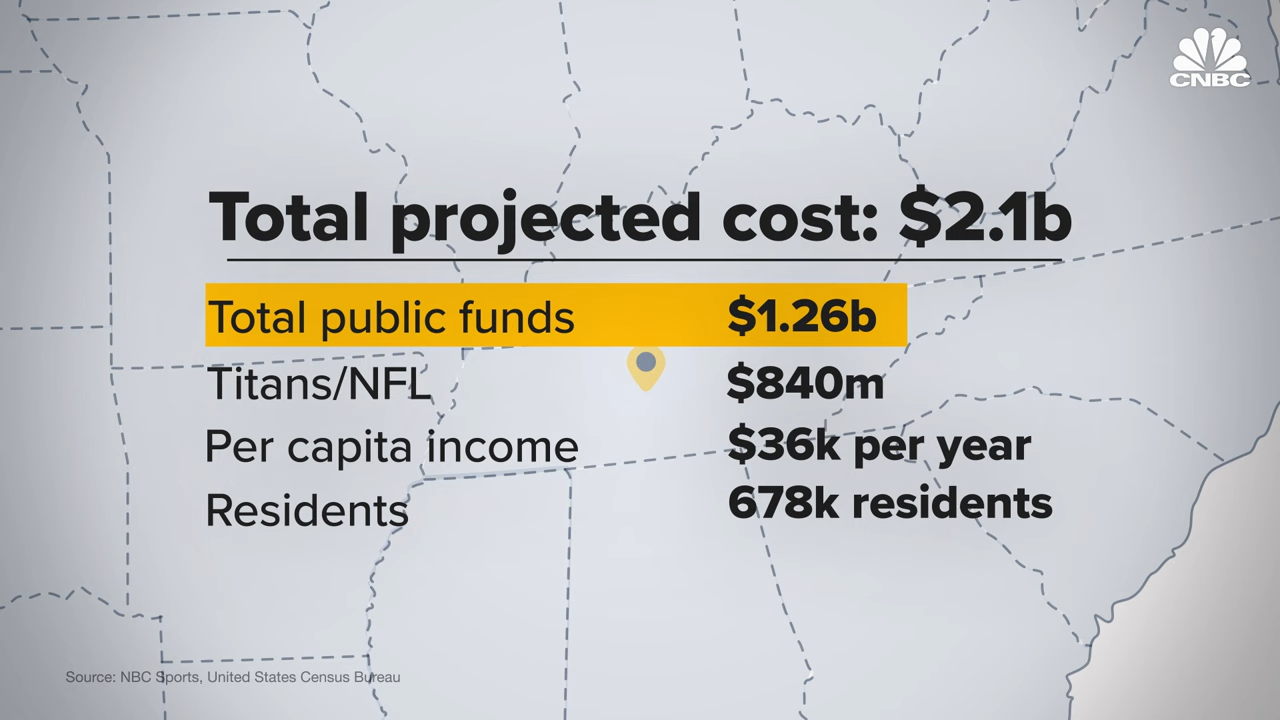 CNBC
Total projected cost: $2.1b
Total public funds $1.26b
Titans/NFL $840m
Per capita income $36k per year
Residents 678k residents
Source: NBC Sports, United States Census Bureau